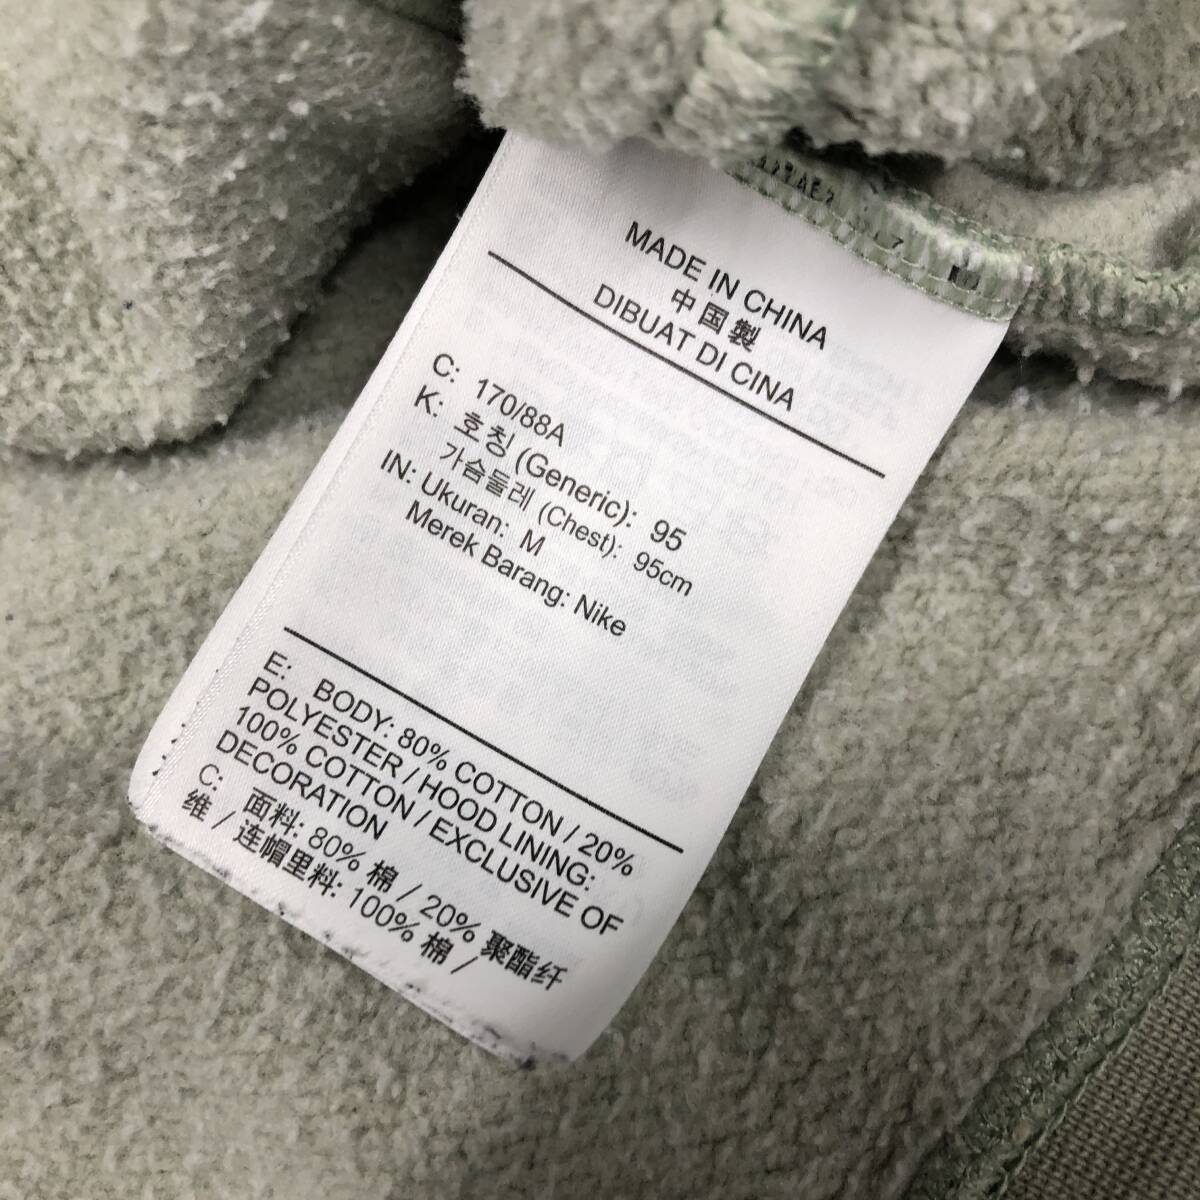 MADE IN CHINA
中国製
DIBUAT DI CINA
C: 170/88A
K: 호칭 (Generic): 95
가슴둘레 (Chest): 95cm
IN: Ukuran: M
Merek Barang: Nike
E: BODY: 80% COTTON / 20%
POLYESTER / HOOD LINING:
100% COTTON / EXCLUSIVE OF
DECORATION
C: 面料: 80% 棉 / 20% 聚酯纤
维 / 连帽里料: 100% 棉 /